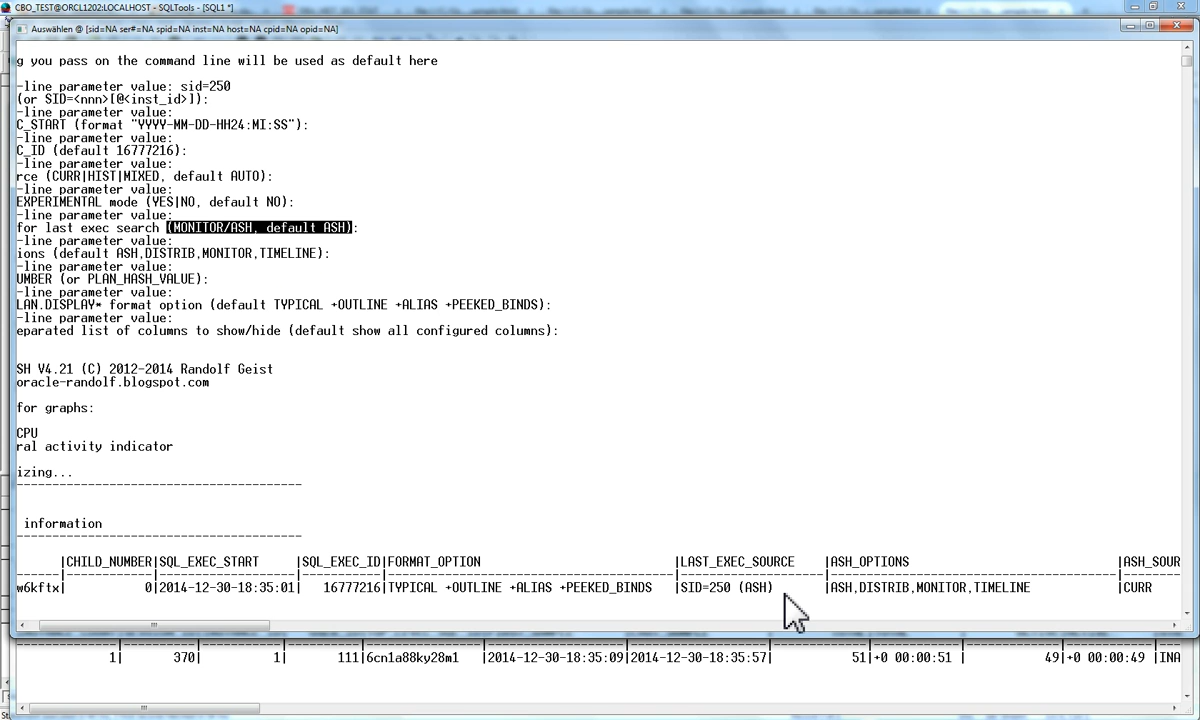 CBO_TEST@ORCL1202:LOCALHOST - SQLTools - [SQL1 *]
Auswählen @ [sid=NA ser#=NA spid=NA inst=NA host=NA cpid=NA opid=NA]
g you pass on the command line will be used as default here
-line parameter value: sid=250
(or SID=<nnn>[@<inst_id>]):
-line parameter value:
C_START (format "YYYY-MM-DD-HH24:MI:SS"):
-line parameter value:
C_ID (default 16777216):
-line parameter value:
rce (CURR|HIST|MIXED, default AUTO):
-line parameter value:
EXPERIMENTAL mode (YES|NO, default NO):
-line parameter value:
for last exec search (MONITOR/ASH, default ASH):
-line parameter value:
ions (default ASH,DISTRIB,MONITOR,TIMELINE):
-line parameter value:
UMBER (or PLAN_HASH_VALUE):
-line parameter value:
LAN.DISPLAY* format option (default TYPICAL +OUTLINE +ALIAS +PEEKED_BINDS):
-line parameter value:
eparated list of columns to show/hide (default show all configured columns):
SH V4.21 (C) 2012-2014 Randolf Geist
oracle-randolf.blogspot.com
for graphs:
CPU
ral activity indicator
izing...
----------------------------------------
information
----------------------------------------
|CHILD_NUMBER|SQL_EXEC_START |SQL_EXEC_ID|FORMAT_OPTION |LAST_EXEC_SOURCE |ASH_OPTIONS |ASH_SOUR
w6kftx| 0|2014-12-30-18:35:01| 16777216|TYPICAL +OUTLINE +ALIAS +PEEKED_BINDS |SID=250 (ASH) |ASH,DISTRIB,MONITOR,TIMELINE |CURR
1| 370| 1| 111|6cn1a88ky28m1 |2014-12-30-18:35:09|2014-12-30-18:35:57| 51|+0 00:00:51 | 49|+0 00:00:49 |INA